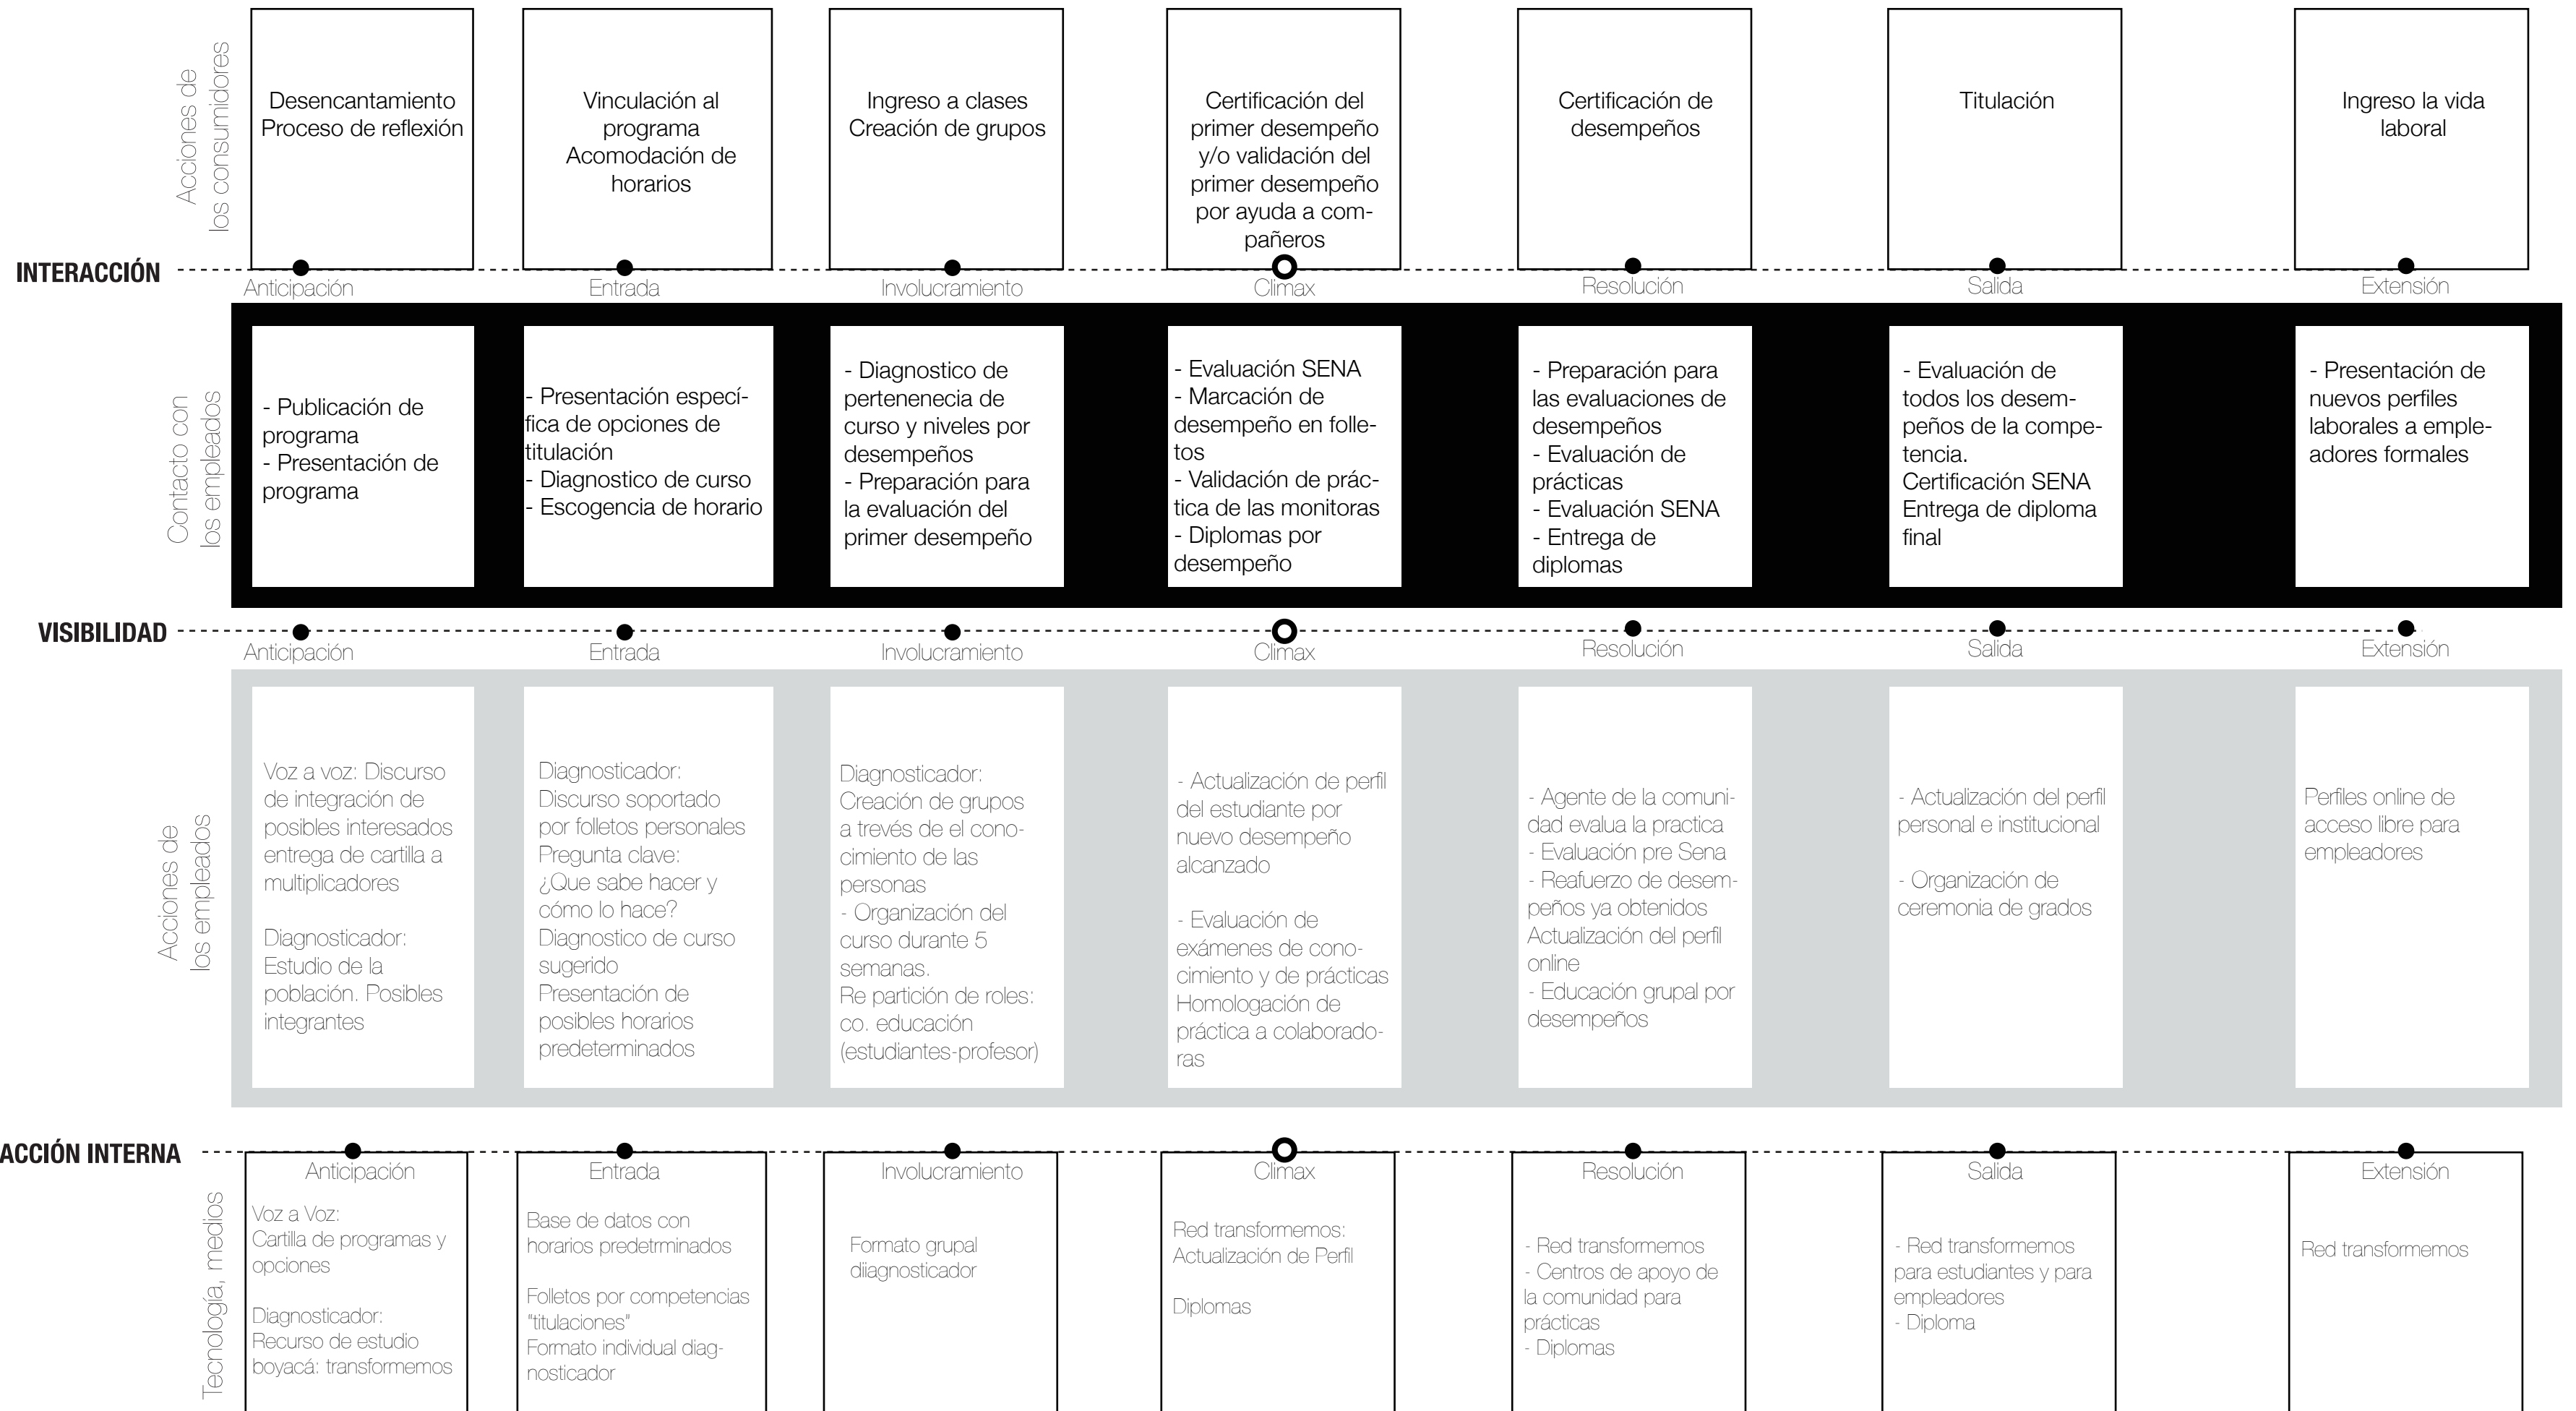 Acciones de
los consumidores
Desencantamiento
Proceso de reflexión
Vinculación al
programa
Acomodación de
horarios
Ingreso a clases
Creación de grupos
Certificación del
primer desempeño
y/o validación del
primer desempeño
por ayuda a com-
pañeros
Certificación de
desempeños
Titulación
Ingreso la vida
laboral
INTERACCIÓN
Anticipación
Entrada
Involucramiento
Climax
Resolución
Salida
Extensión
Contacto con
los empleados
- Publicación de
programa
- Presentación de
programa
- Presentación especí-
fica de opciones de
titulación
- Diagnostico de curso
- Escogencia de horario
- Diagnostico de
pertenenecia de
curso y niveles por
desempeños
- Preparación para
la evaluación del
primer desempeño
- Evaluación SENA
- Marcación de
desempeño en folle-
tos
- Validación de prác-
tica de las monitoras
- Diplomas por
desempeño
- Preparación para
las evaluaciones de
desempeños
- Evaluación de
prácticas
- Evaluación SENA
- Entrega de
diplomas
- Evaluación de
todos los desem-
peños de la compe-
tencia.
Certificación SENA
Entrega de diploma
final
- Presentación de
nuevos perfiles
laborales a emple-
adores formales
VISIBILIDAD
Anticipación
Entrada
Involucramiento
Climax
Resolución
Salida
Extensión
Acciones de
los empleados
Voz a voz: Discurso
de integración de
posibles interesados
entrega de cartilla a
multiplicadores
Diagnosticador:
Estudio de la
población. Posibles
integrantes
Diagnosticador:
Discurso soportado
por folletos personales
Pregunta clave:
¿Que sabe hacer y
cómo lo hace?
Diagnostico de curso
sugerido
Presentación de
posibles horarios
predeterminados
Diagnosticador:
Creación de grupos
a trevés de el cono-
cimiento de las
personas
- Organización del
curso durante 5
semanas.
Re partición de roles:
co. educación
(estudiantes-profesor)
- Actualización de perfil
del estudiante por
nuevo desempeño
alcanzado
- Evaluación de
exámenes de cono-
cimiento y de prácticas
Homologación de
práctica a colaborado-
ras
- Agente de la comuni-
dad evalua la practica
- Evaluación pre Sena
- Reafuerzo de desem-
peños ya obtenidos
Actualización del perfil
online
- Educación grupal por
desempeños
- Actualización del perfil
personal e institucional
- Organización de
ceremonia de grados
Perfiles online de
acceso libre para
empleadores
ACCIÓN INTERNA
Anticipación
Entrada
Involucramiento
Climax
Resolución
Salida
Extensión
Tecnología, medios
Voz a Voz:
Cartilla de programas y
opciones
Diagnosticador:
Recurso de estudio
boyacá: transformemos
Base de datos con
horarios predetrminados
Folletos por competencias
"titulaciones"
Formato individual diag-
nosticador
Formato grupal
diiagnosticador
Red transformemos:
Actualización de Perfil
Diplomas
- Red transformemos
- Centros de apoyo de
la comunidad para
prácticas
- Diplomas
- Red transformemos
para estudiantes y para
empleadores
- Diploma
Red transformemos